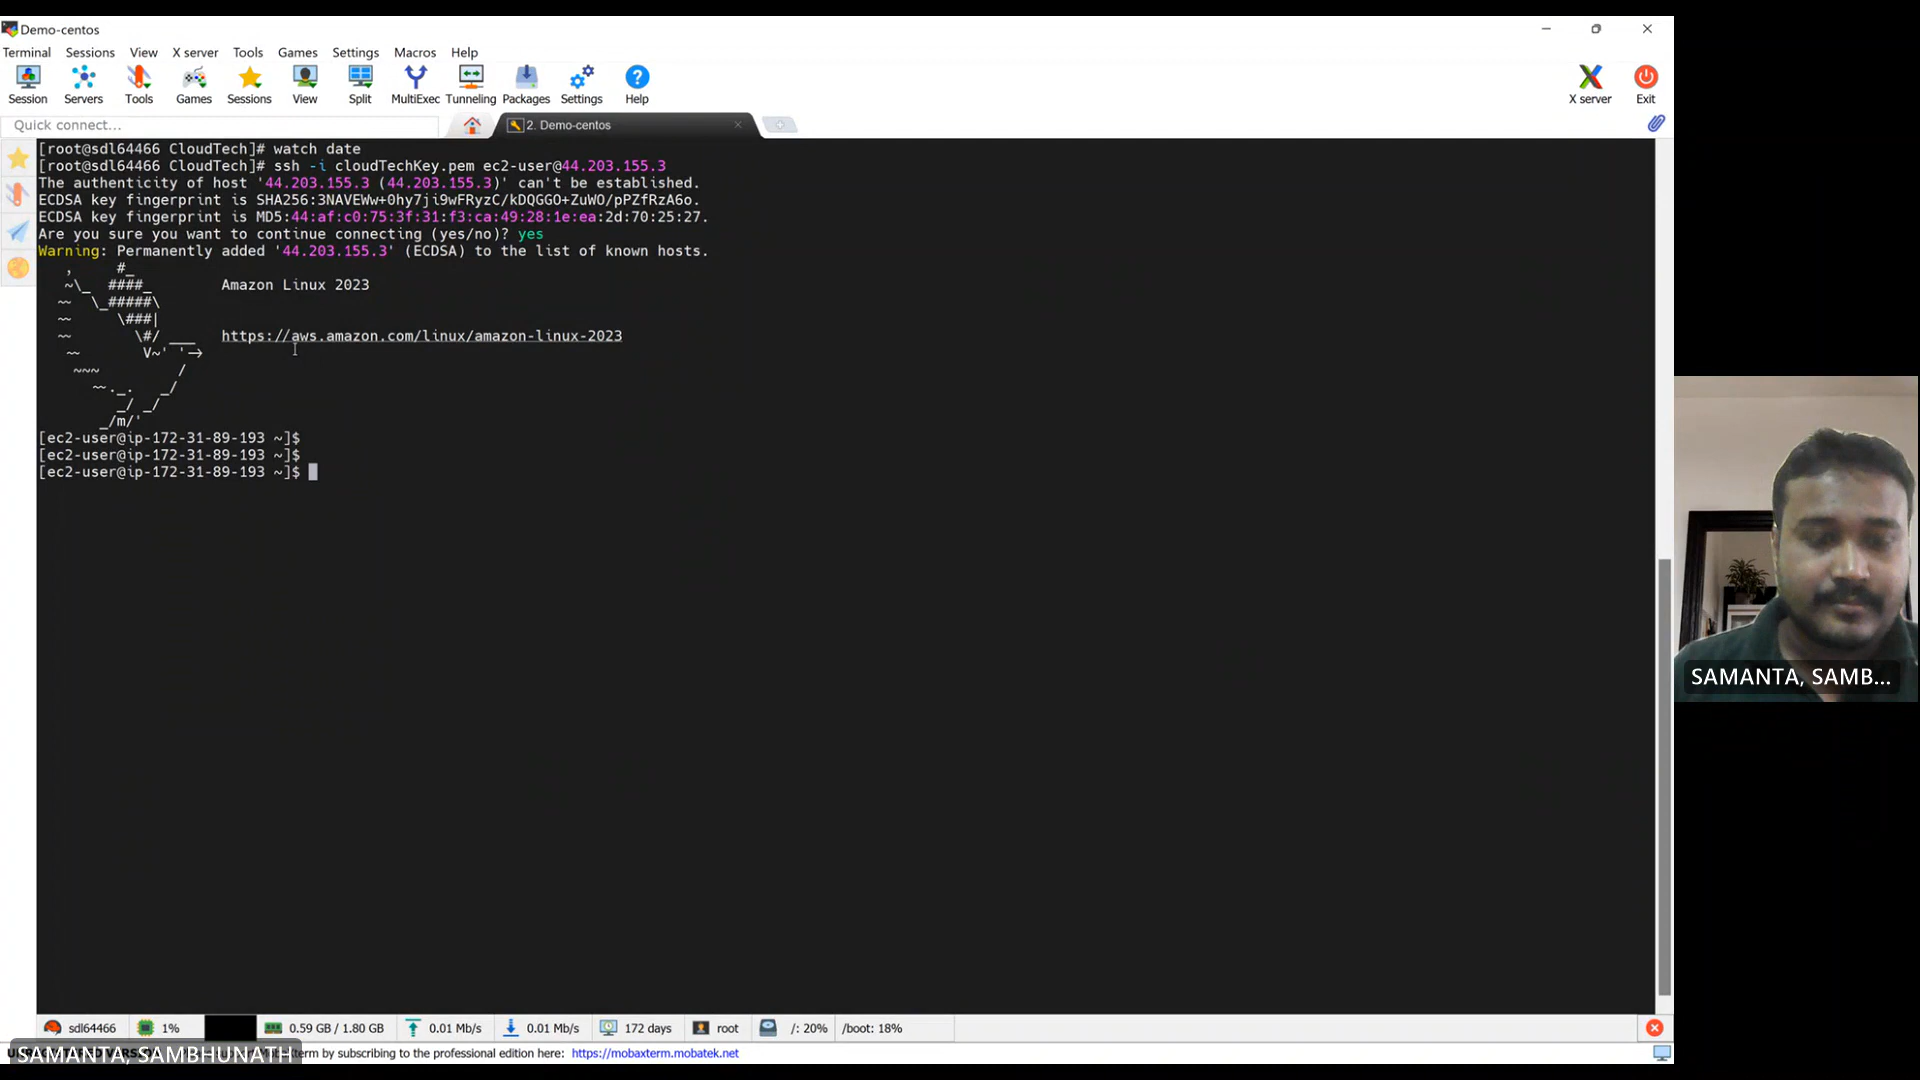 Demo-centos
Terminal Sessions View X server Tools Games Settings Macros Help
Session Servers Tools Games Sessions View Split MultiExec Tunneling Packages Settings Help X server Exit
Quick connect... 2. Demo-centos
[root@sdl64466 CloudTech]# watch date
[root@sdl64466 CloudTech]# ssh -i cloudTechKey.pem ec2-user@44.203.155.3
The authenticity of host '44.203.155.3 (44.203.155.3)' can't be established.
ECDSA key fingerprint is SHA256:3NAVEWw+0hy7ji9wFRyzC/kDQGGO+ZuWO/pPZfRzA6o.
ECDSA key fingerprint is MD5:44:af:c0:75:3f:31:f3:ca:49:28:1e:ea:2d:70:25:27.
Are you sure you want to continue connecting (yes/no)? yes
Warning: Permanently added '44.203.155.3' (ECDSA) to the list of known hosts.
Amazon Linux 2023
https://aws.amazon.com/linux/amazon-linux-2023
[ec2-user@ip-172-31-89-193 ~]$
[ec2-user@ip-172-31-89-193 ~]$
[ec2-user@ip-172-31-89-193 ~]$
SAMANTA, SAMB...
sdl64466 1% 0.59 GB / 1.80 GB 0.01 Mb/s 0.01 Mb/s 172 days root /: 20% /boot: 18%
SAMANTA, SAMBHUNATH
by subscribing to the professional edition here: https://mobaxterm.mobatek.net